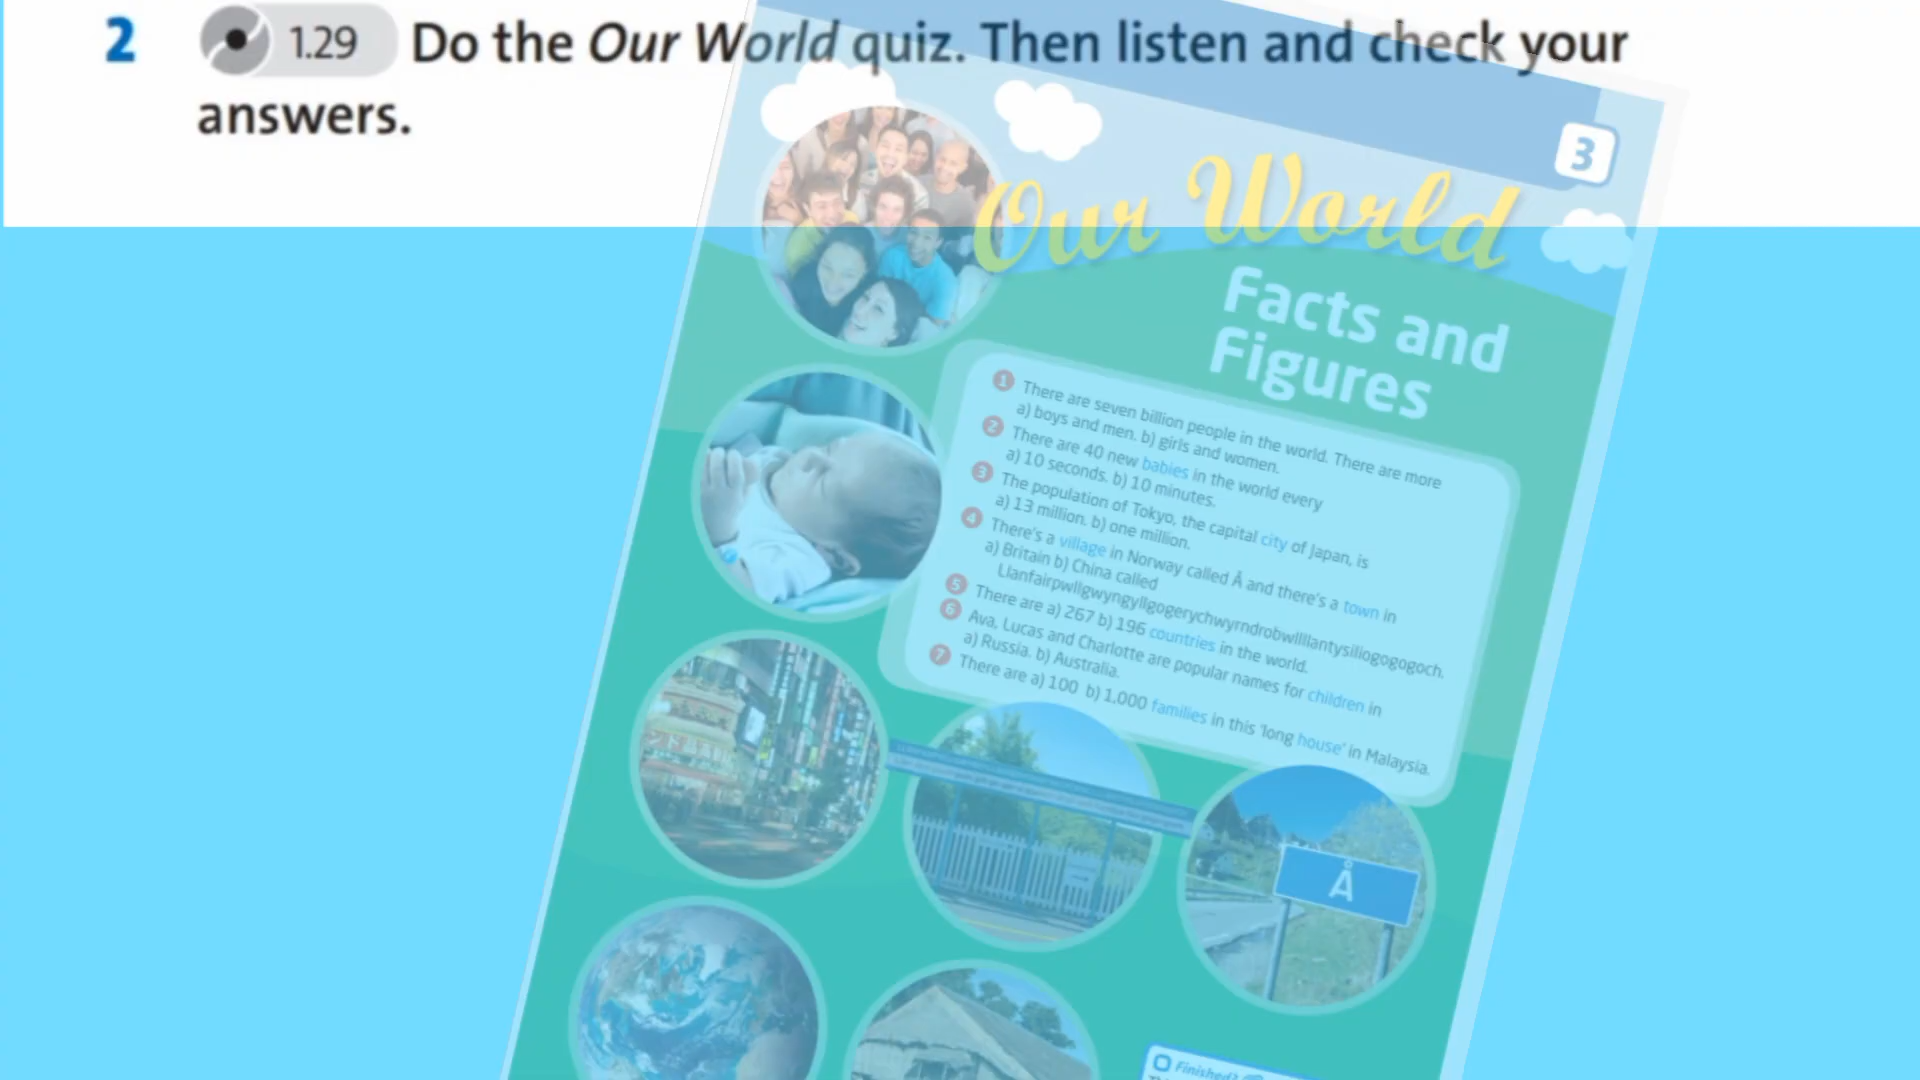 2 1.29 Do the Our World quiz. Then listen and check your
answers.
3
Our World
Facts and
Figures
1 There are seven billion people in the world. There are more
a) boys and men. b) girls and women.
2 There are 40 new babies in the world every
a) 10 seconds. b) 10 minutes.
3 The population of Tokyo, the capital city of Japan, is
a) 13 million. b) one million.
4 There's a village in Norway called Å and there's a town in
a) Britain b) China called
Llanfairpwllgwyngyllgogerychwyrndrobwllllantysiliogogogoch.
5 There are a) 267 b) 196 countries in the world.
6 Ava, Lucas and Charlotte are popular names for children in
a) Russia. b) Australia.
7 There are a) 100 b) 1,000 families in this 'long house' in Malaysia.
Å
Finished?